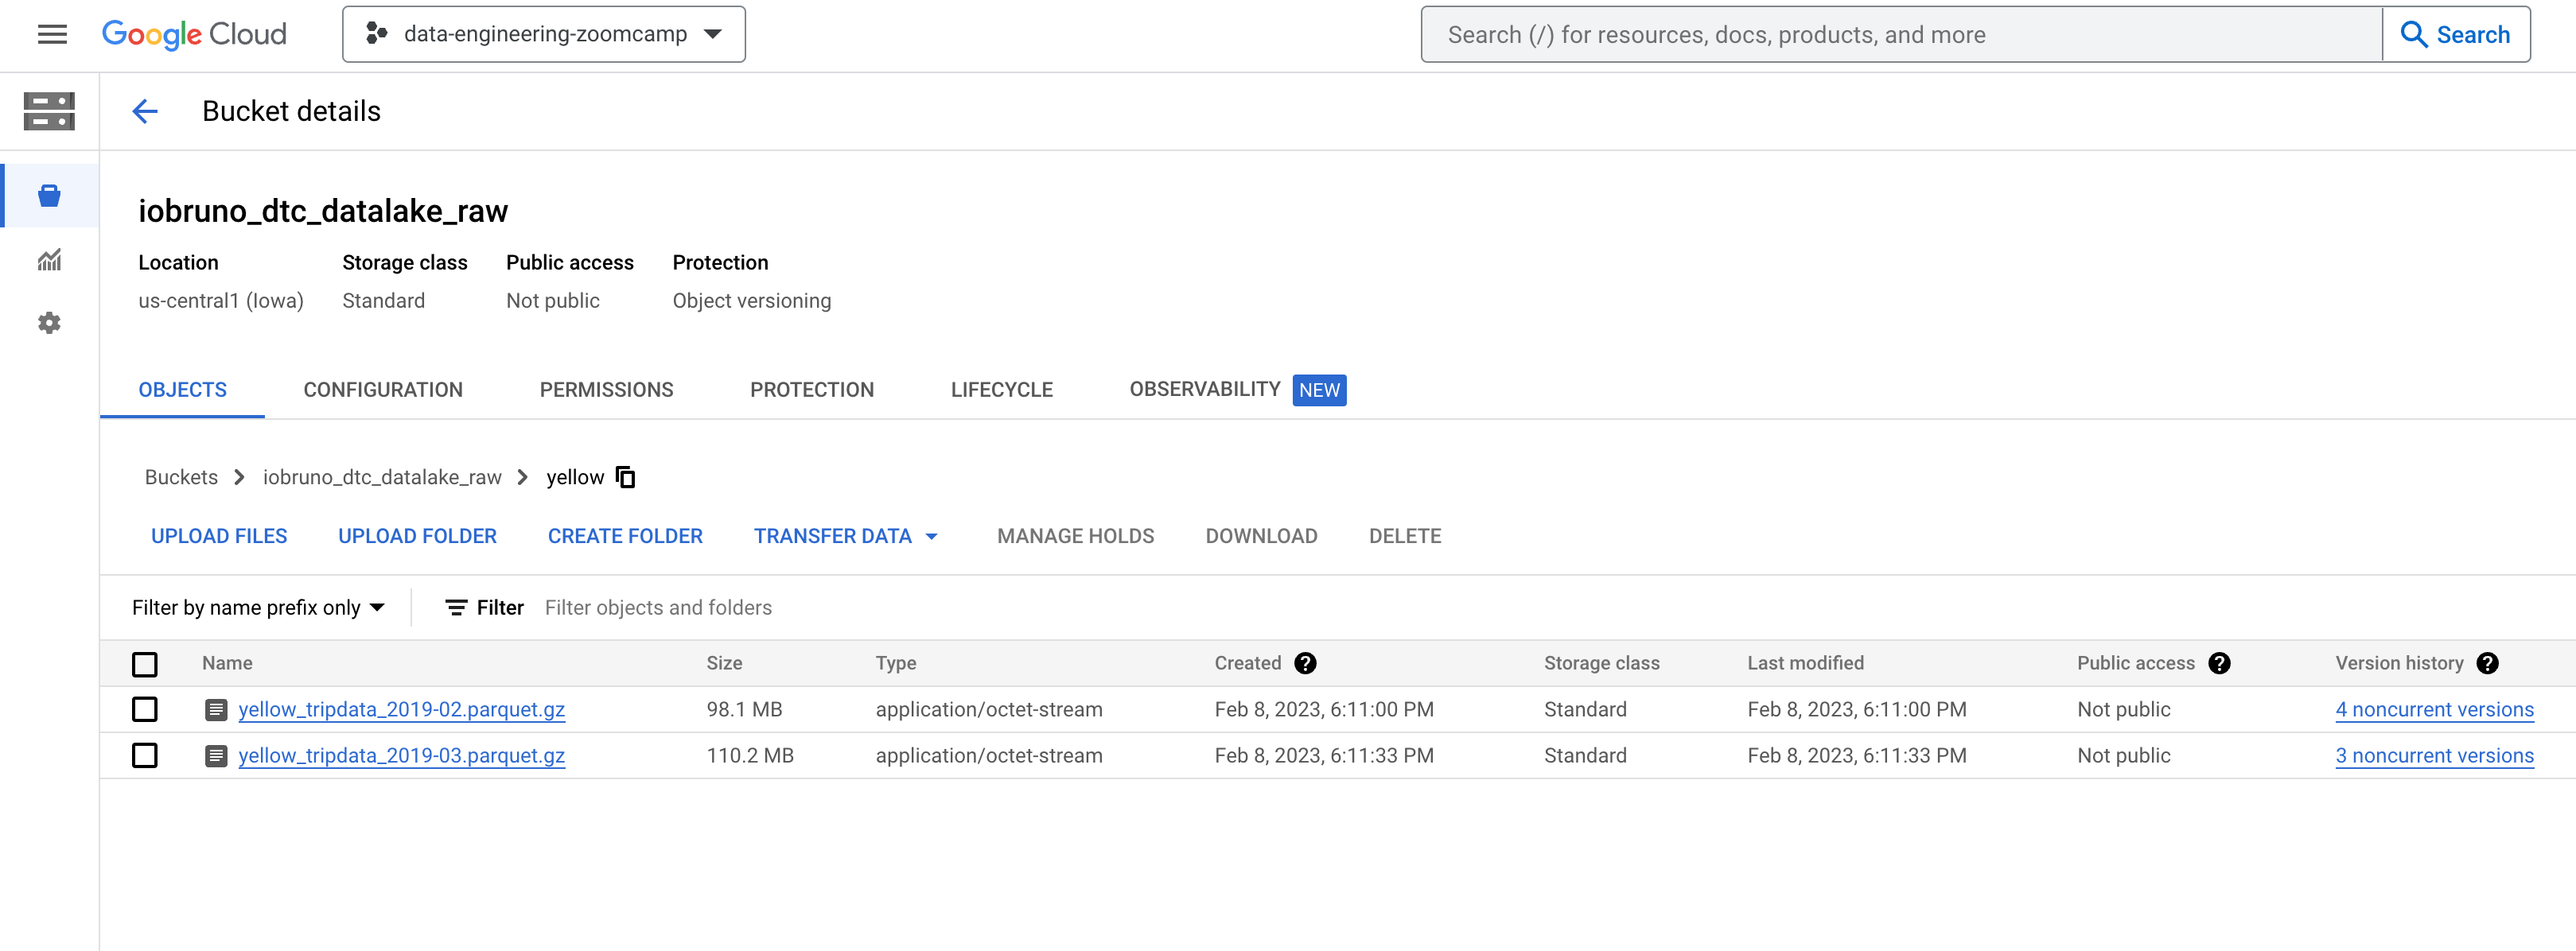 Google Cloud data-engineering-zoomcamp Search (/) for resources, docs, products, and more Search
Bucket details
iobruno_dtc_datalake_raw
Location Storage class Public access Protection
us-central1 (Iowa) Standard Not public Object versioning
OBJECTS CONFIGURATION PERMISSIONS PROTECTION LIFECYCLE OBSERVABILITY NEW
Buckets iobruno_dtc_datalake_raw yellow
UPLOAD FILES UPLOAD FOLDER CREATE FOLDER TRANSFER DATA MANAGE HOLDS DOWNLOAD DELETE
Filter by name prefix only Filter Filter objects and folders
Name Size Type Created Storage class Last modified Public access Version history
yellow_tripdata_2019-02.parquet.gz 98.1 MB application/octet-stream Feb 8, 2023, 6:11:00 PM Standard Feb 8, 2023, 6:11:00 PM Not public 4 noncurrent versions
yellow_tripdata_2019-03.parquet.gz 110.2 MB application/octet-stream Feb 8, 2023, 6:11:33 PM Standard Feb 8, 2023, 6:11:33 PM Not public 3 noncurrent versions